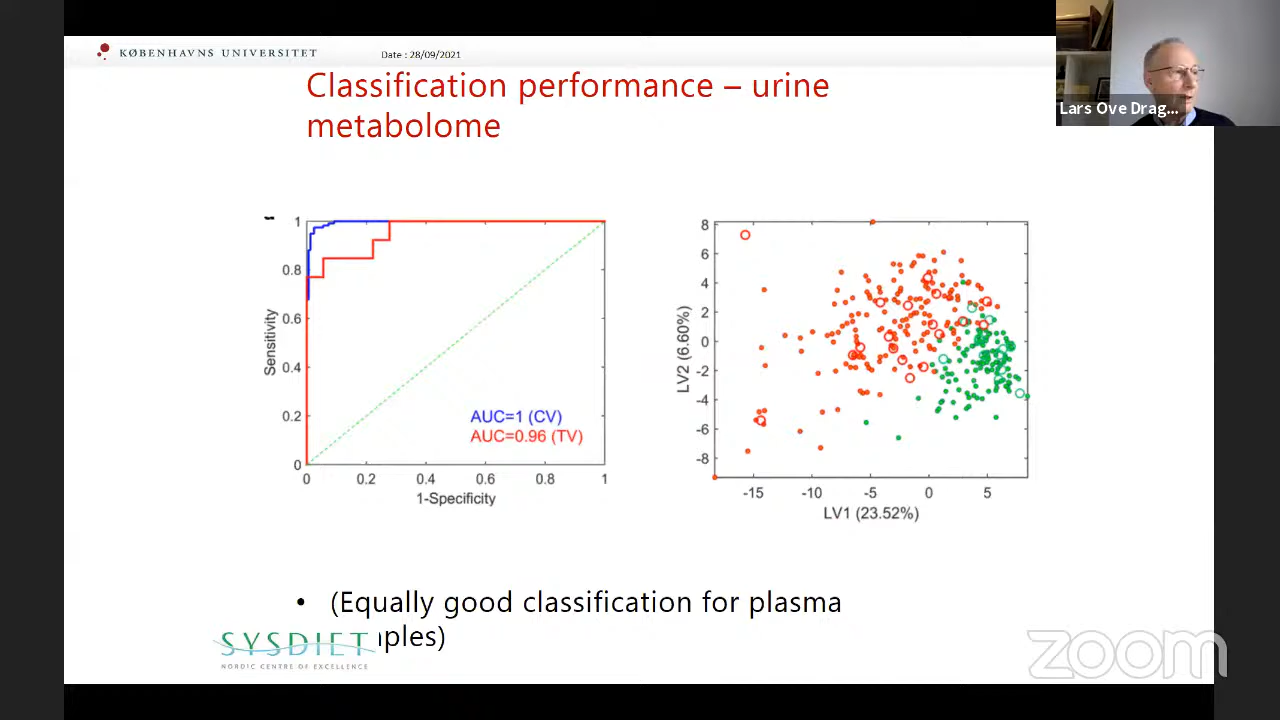 KØBENHAVNS UNIVERSITET
Date : 28/09/2021
Lars Ove Drag...
Classification performance – urine
metabolome
1
0.8
0.6
0.4
0.2
0
Sensitivity
AUC=1 (CV)
AUC=0.96 (TV)
0 0.2 0.4 0.6 0.8 1
1-Specificity
8
6
4
2
0
-2
-4
-6
-8
LV2 (6.60%)
-15 -10 -5 0 5
LV1 (23.52%)
• (Equally good classification for plasma
ples)
SYSDIET
NORDIC CENTRE OF EXCELLENCE
zoom